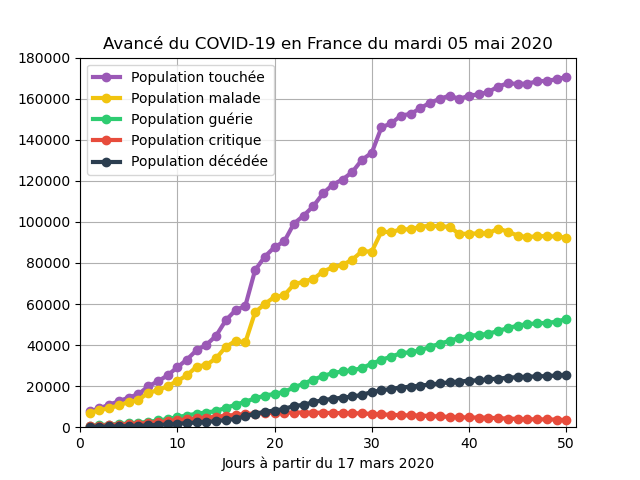 Avancé du COVID-19 en France du mardi 05 mai 2020
180000
160000
140000
120000
100000
80000
60000
40000
20000
0
Population touchée
Population malade
Population guérie
Population critique
Population décédée
0 10 20 30 40 50
Jours à partir du 17 mars 2020